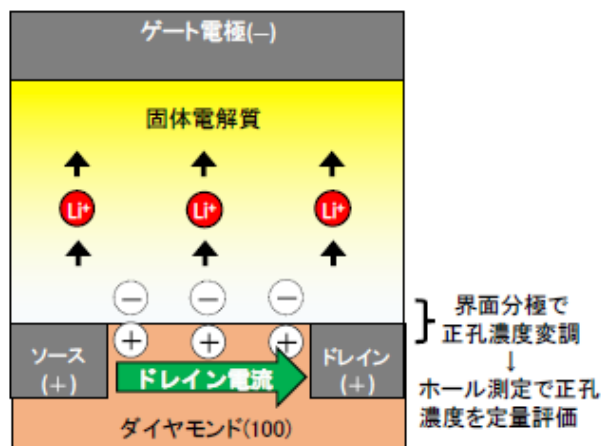 ゲート電極(–)
固体電解質
Li⁺ Li⁺ Li⁺
− − −
+ + +
ソース
(+)
ドレイン電流
ドレイン
(+)
ダイヤモンド(100)
界面分極で
正孔濃度変調
↓
ホール測定で正孔
濃度を定量評価